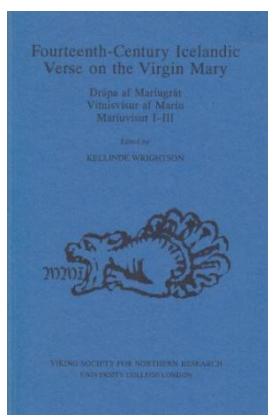 Fourteenth-Century Icelandic
Verse on the Virgin Mary
Drápa af Maríugrát
Vitnisvísur af Maríu
Maríuvísur I–III
Edited by
KELLINDE WRIGHTSON
VIKING SOCIETY FOR NORTHERN RESEARCH
UNIVERSITY COLLEGE LONDON